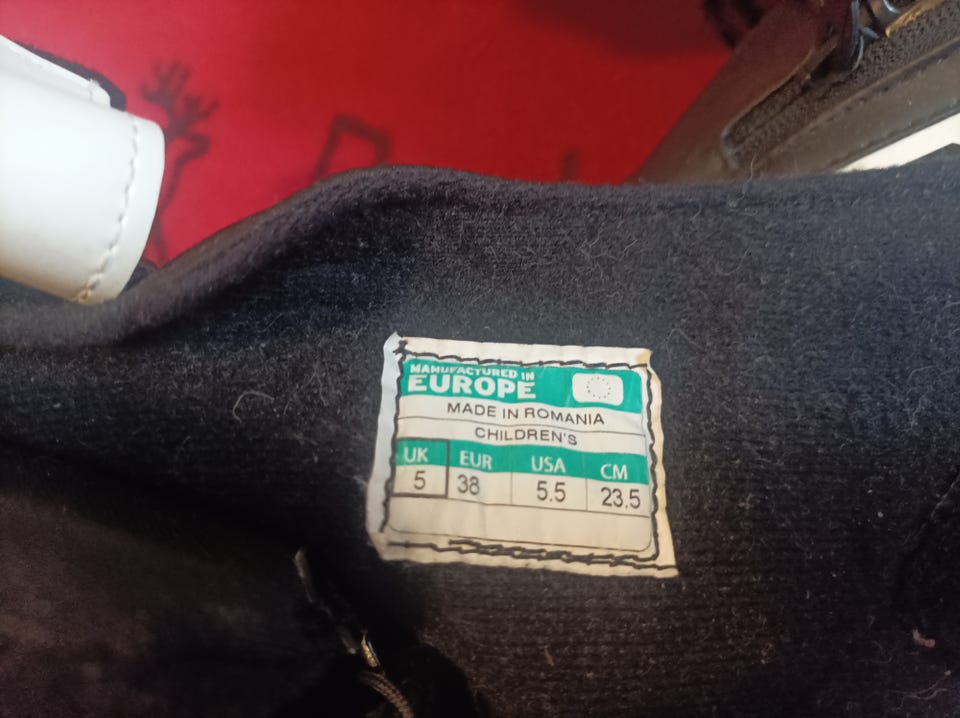 MANUFACTURED IN
EUROPE
MADE IN ROMANIA
CHILDREN'S
UK EUR USA CM
5 38 5.5 23.5